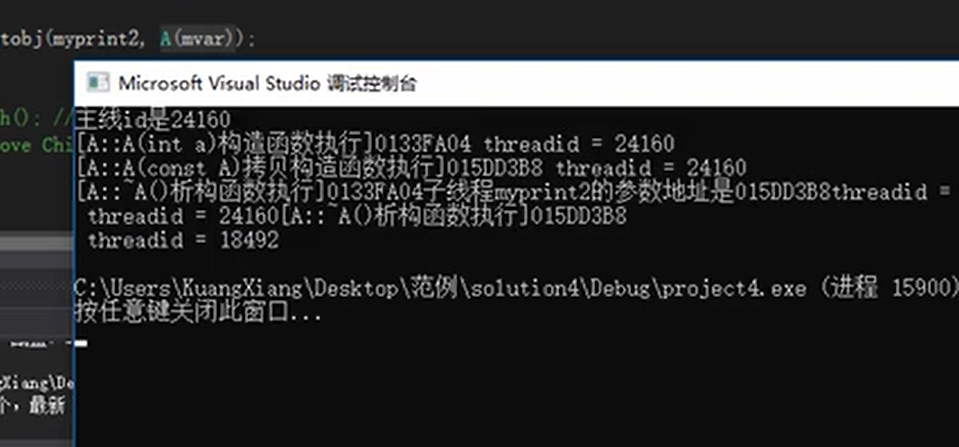 tobj(myprint2, A(mvar));
Microsoft Visual Studio 调试控制台
h(); //
ove Chi
主线id是24160
[A::A(int a)构造函数执行]0133FA04 threadid = 24160
[A::A(const A)拷贝构造函数执行]015DD3B8 threadid = 24160
[A::~A()析构函数执行]0133FA04子线程myprint2的参数地址是015DD3B8threadid =
threadid = 24160[A::~A()析构函数执行]015DD3B8
threadid = 18492
C:\Users\KuangXiang\Desktop\范例\solution4\Debug\project4.exe (进程 15900)
按任意键关闭此窗口...
gXiang\De
个，最新